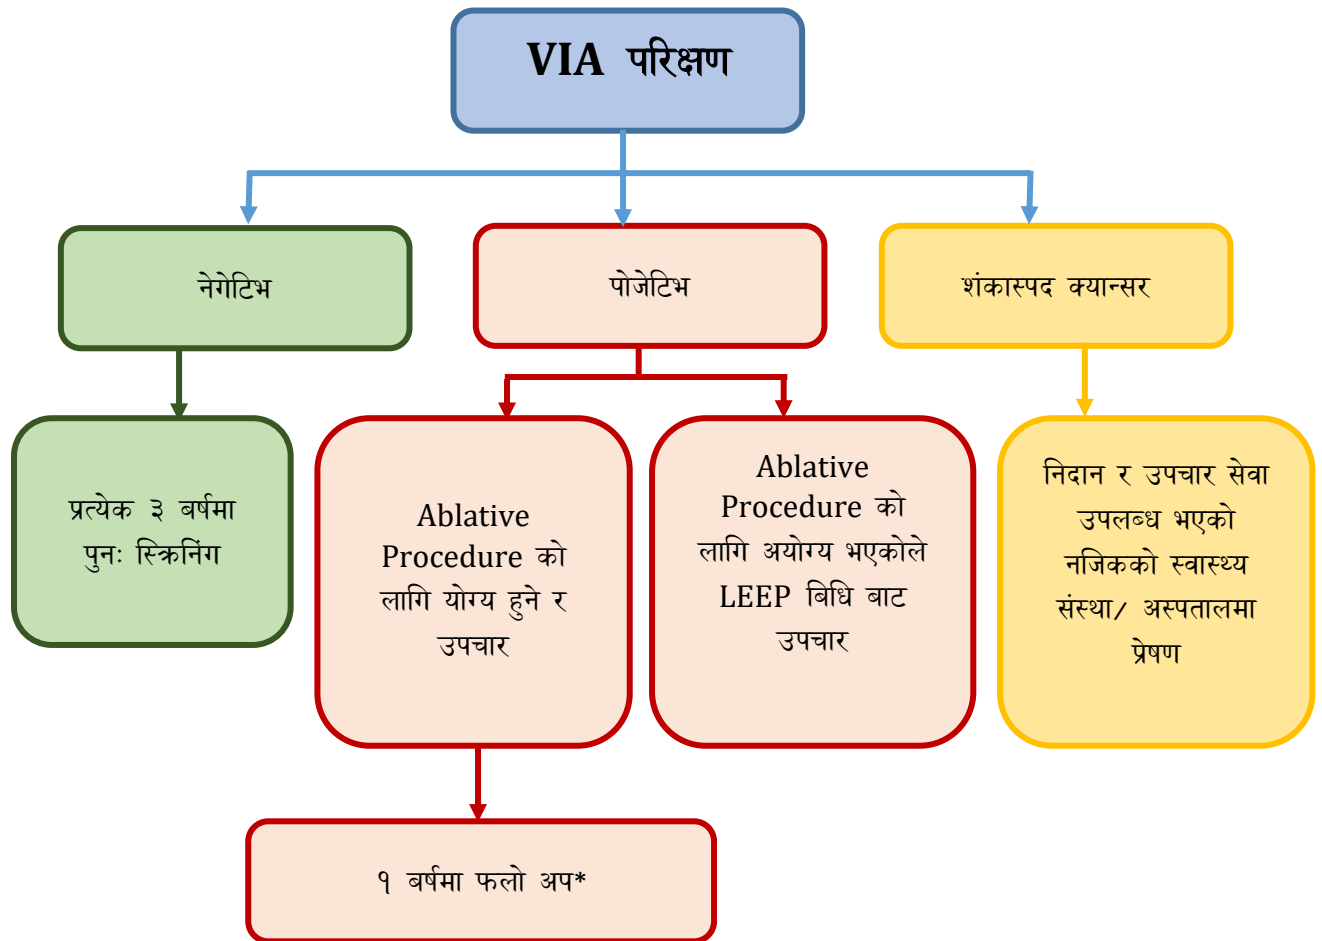 VIA परिक्षण
नेगेटिभ
पोजेटिभ
शंकास्पद क्यान्सर
प्रत्येक ३ बर्षमा
पुनः स्क्रिनिंग
Ablative
Procedure को
लागि योग्य हुने र
उपचार
Ablative
Procedure को
लागि अयोग्य भएकोले
LEEP बिधि बाट
उपचार
निदान र उपचार सेवा
उपलब्ध भएको
नजिकको स्वास्थ्य
संस्था/ अस्पतालमा
प्रेषण
१ बर्षमा फलो अप*